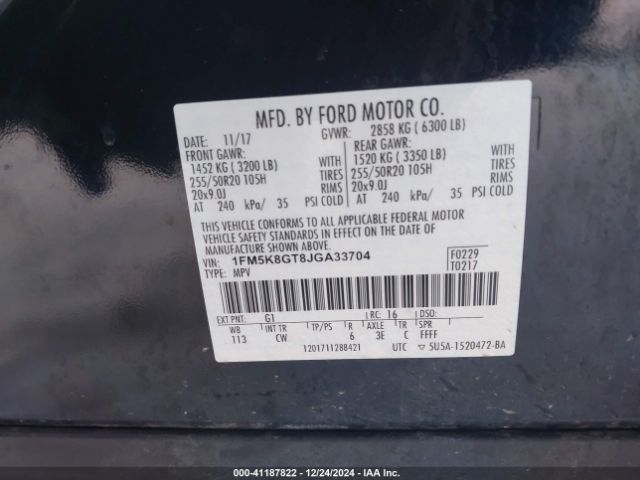 MFD. BY FORD MOTOR CO.
DATE: 11/17 GVWR: 2858 KG ( 6300 LB)
FRONT GAWR: REAR GAWR:
1452 KG ( 3200 LB) WITH 1520 KG ( 3350 LB) WITH
255/50R20 105H TIRES 255/50R20 105H TIRES
20x9.0J RIMS 20x9.0J RIMS
AT 240 kPa/ 35 PSI COLD AT 240 kPa/ 35 PSI COLD
THIS VEHICLE CONFORMS TO ALL APPLICABLE FEDERAL MOTOR
VEHICLE SAFETY STANDARDS IN EFFECT ON THE DATE OF
MANUFACTURE SHOWN ABOVE.
VIN: 1FM5K8GT8JGA33704 F0229
TYPE: MPV T0217
EXT PNT: G1 RC: 16 DSO:
WB INT TR TP/PS R AXLE TR SPR
113 CW 6 3E C FFFF
12017112B8421 UTC ▽ 5U5A-1520472-BA
000-41187822 - 12/24/2024 - IAA Inc.